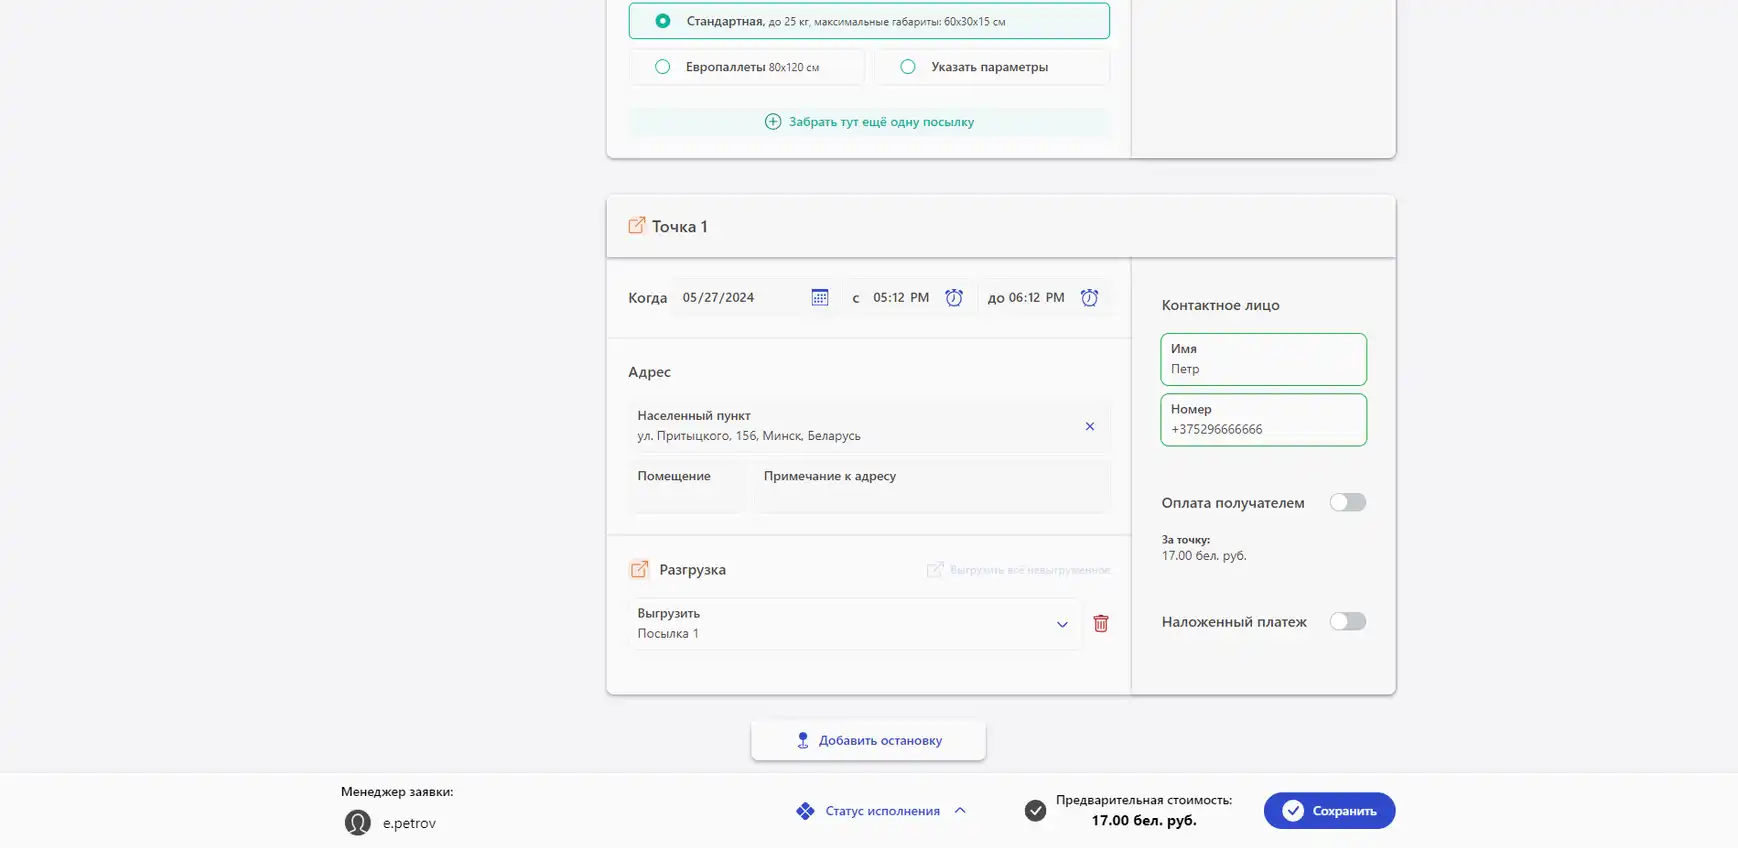 Стандартная, до 25 кг, максимальные габариты: 60x30x15 см
Европаллеты 80x120 см
Указать параметры
Забрать тут ещё одну посылку
Точка 1
Когда 05/27/2024 с 05:12 PM до 06:12 PM
Адрес
Населенный пункт
ул. Притыцкого, 156, Минск, Беларусь
Помещение
Примечание к адресу
Разгрузка
Выгрузить всё невыгруженное...
Выгрузить
Посылка 1
Контактное лицо
Имя
Петр
Номер
+375296666666
Оплата получателем
За точку:
17.00 бел. руб.
Наложенный платеж
Добавить остановку
Менеджер заявки:
e.petrov
Статус исполнения
Предварительная стоимость:
17.00 бел. руб.
Сохранить